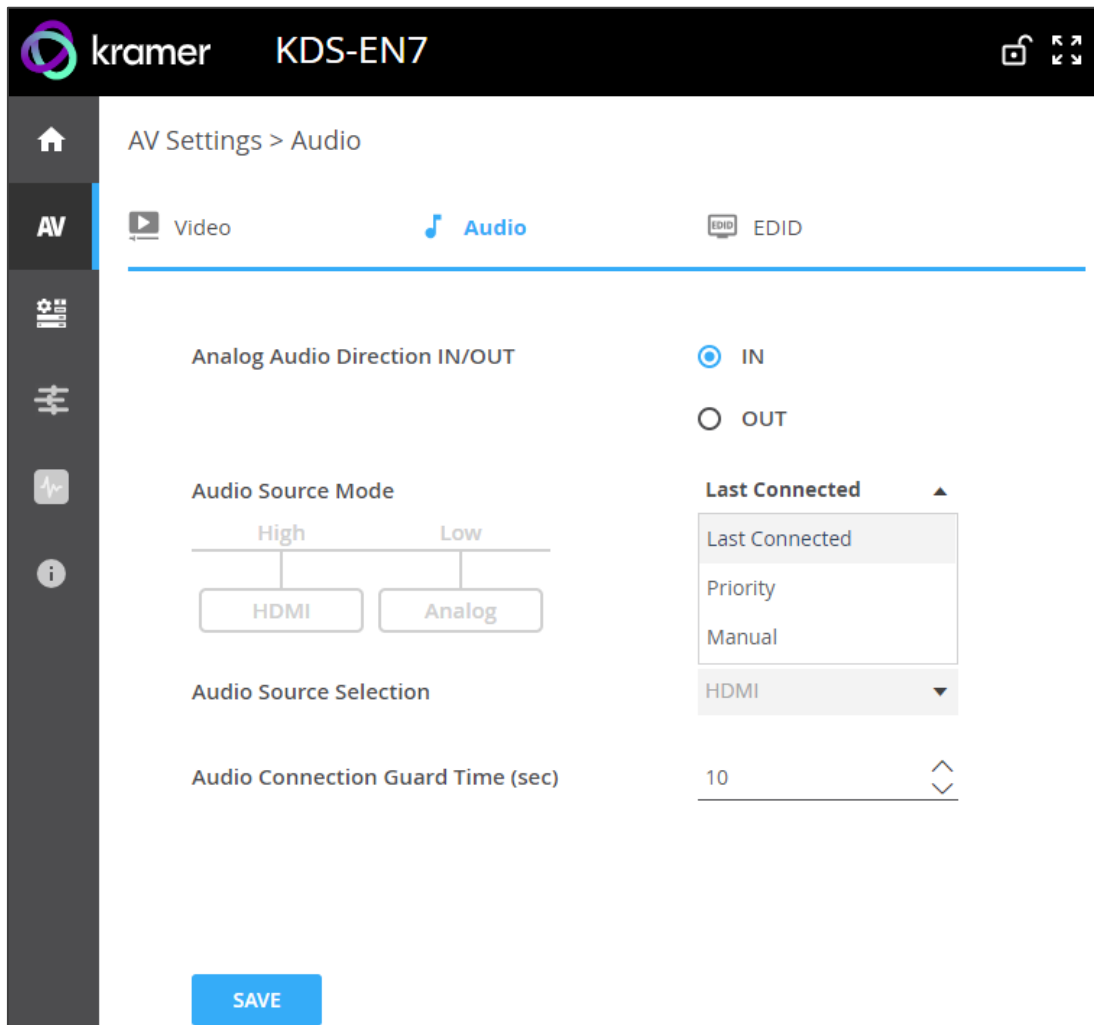 kramer KDS-EN7
AV Settings > Audio
AV
Video Audio EDID EDID
Analog Audio Direction IN/OUT IN
OUT
Audio Source Mode Last Connected
High Low
Last Connected
Priority
HDMI Analog
Manual
Audio Source Selection HDMI
Audio Connection Guard Time (sec) 10
SAVE